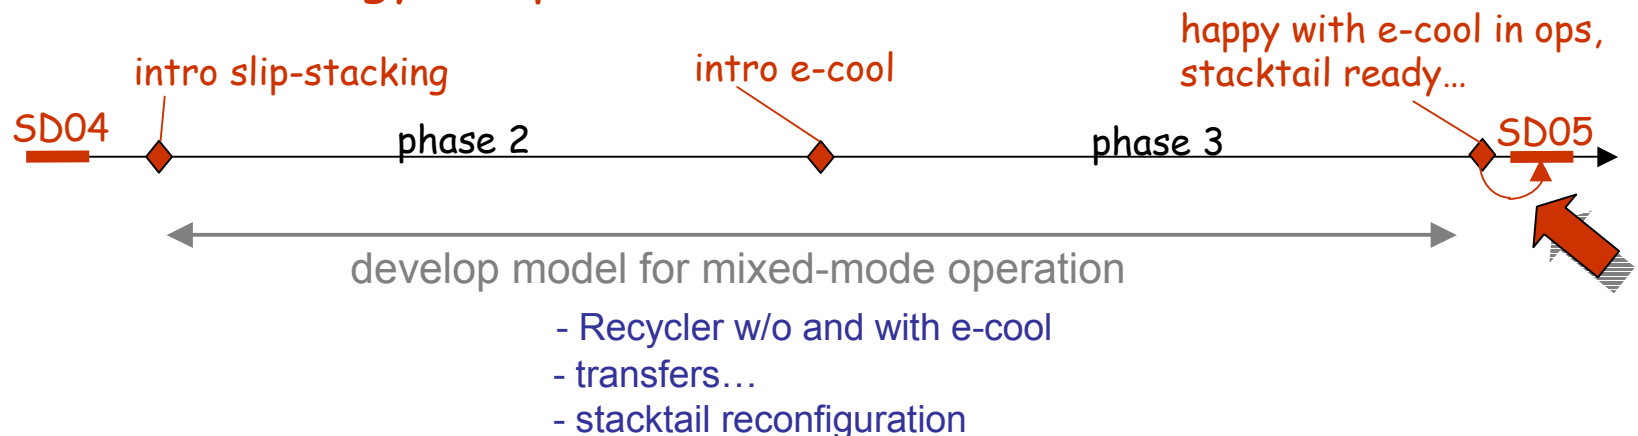 happy with e-cool in ops,
stacktail ready…
intro slip-stacking
intro e-cool
SD04
phase 2
phase 3
SD05
develop model for mixed-mode operation
- Recycler w/o and with e-cool
- transfers…
- stacktail reconfiguration